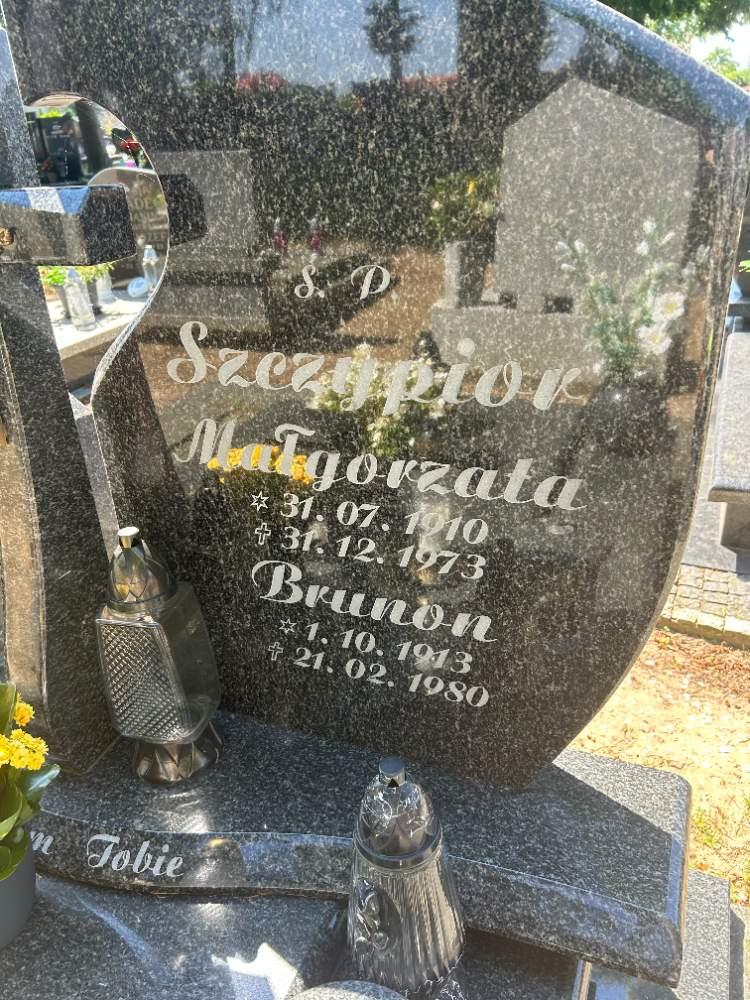 S. P.
Szczypior
Małgorzata
✡ 31. 07. 1910
✝ 31. 12. 1973
Brunon
✡ 1. 10. 1913
✝ 21. 02. 1980
m Tobie